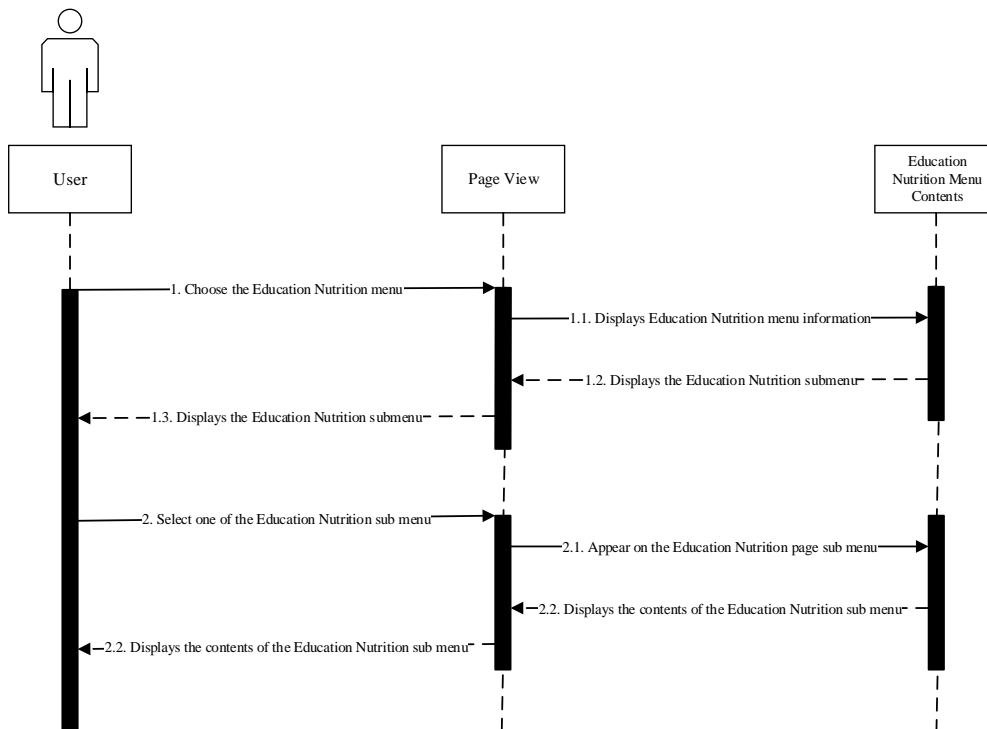 User
Page View
Education
Nutrition Menu
Contents
1. Choose the Education Nutrition menu
1.1. Displays Education Nutrition menu information
1.2. Displays the Education Nutrition submenu
1.3. Displays the Education Nutrition submenu
2. Select one of the Education Nutrition sub menu
2.1. Appear on the Education Nutrition page sub menu
2.2. Displays the contents of the Education Nutrition sub menu
2.2. Displays the contents of the Education Nutrition sub menu